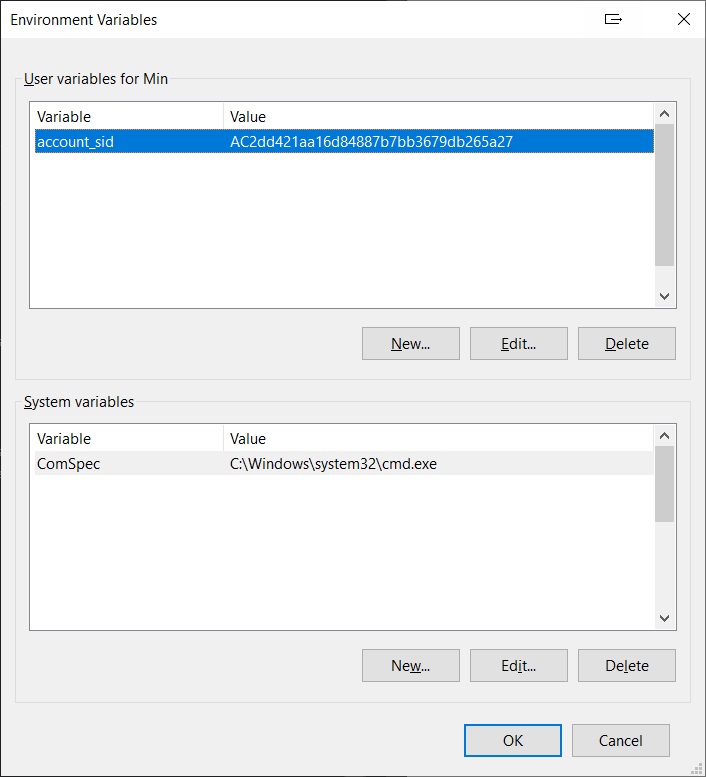 Environment Variables
User variables for Min
Variable Value
account_sid AC2dd421aa16d84887b7bb3679db265a27
New... Edit... Delete
System variables
Variable Value
ComSpec C:\Windows\system32\cmd.exe
New... Edit... Delete
OK Cancel